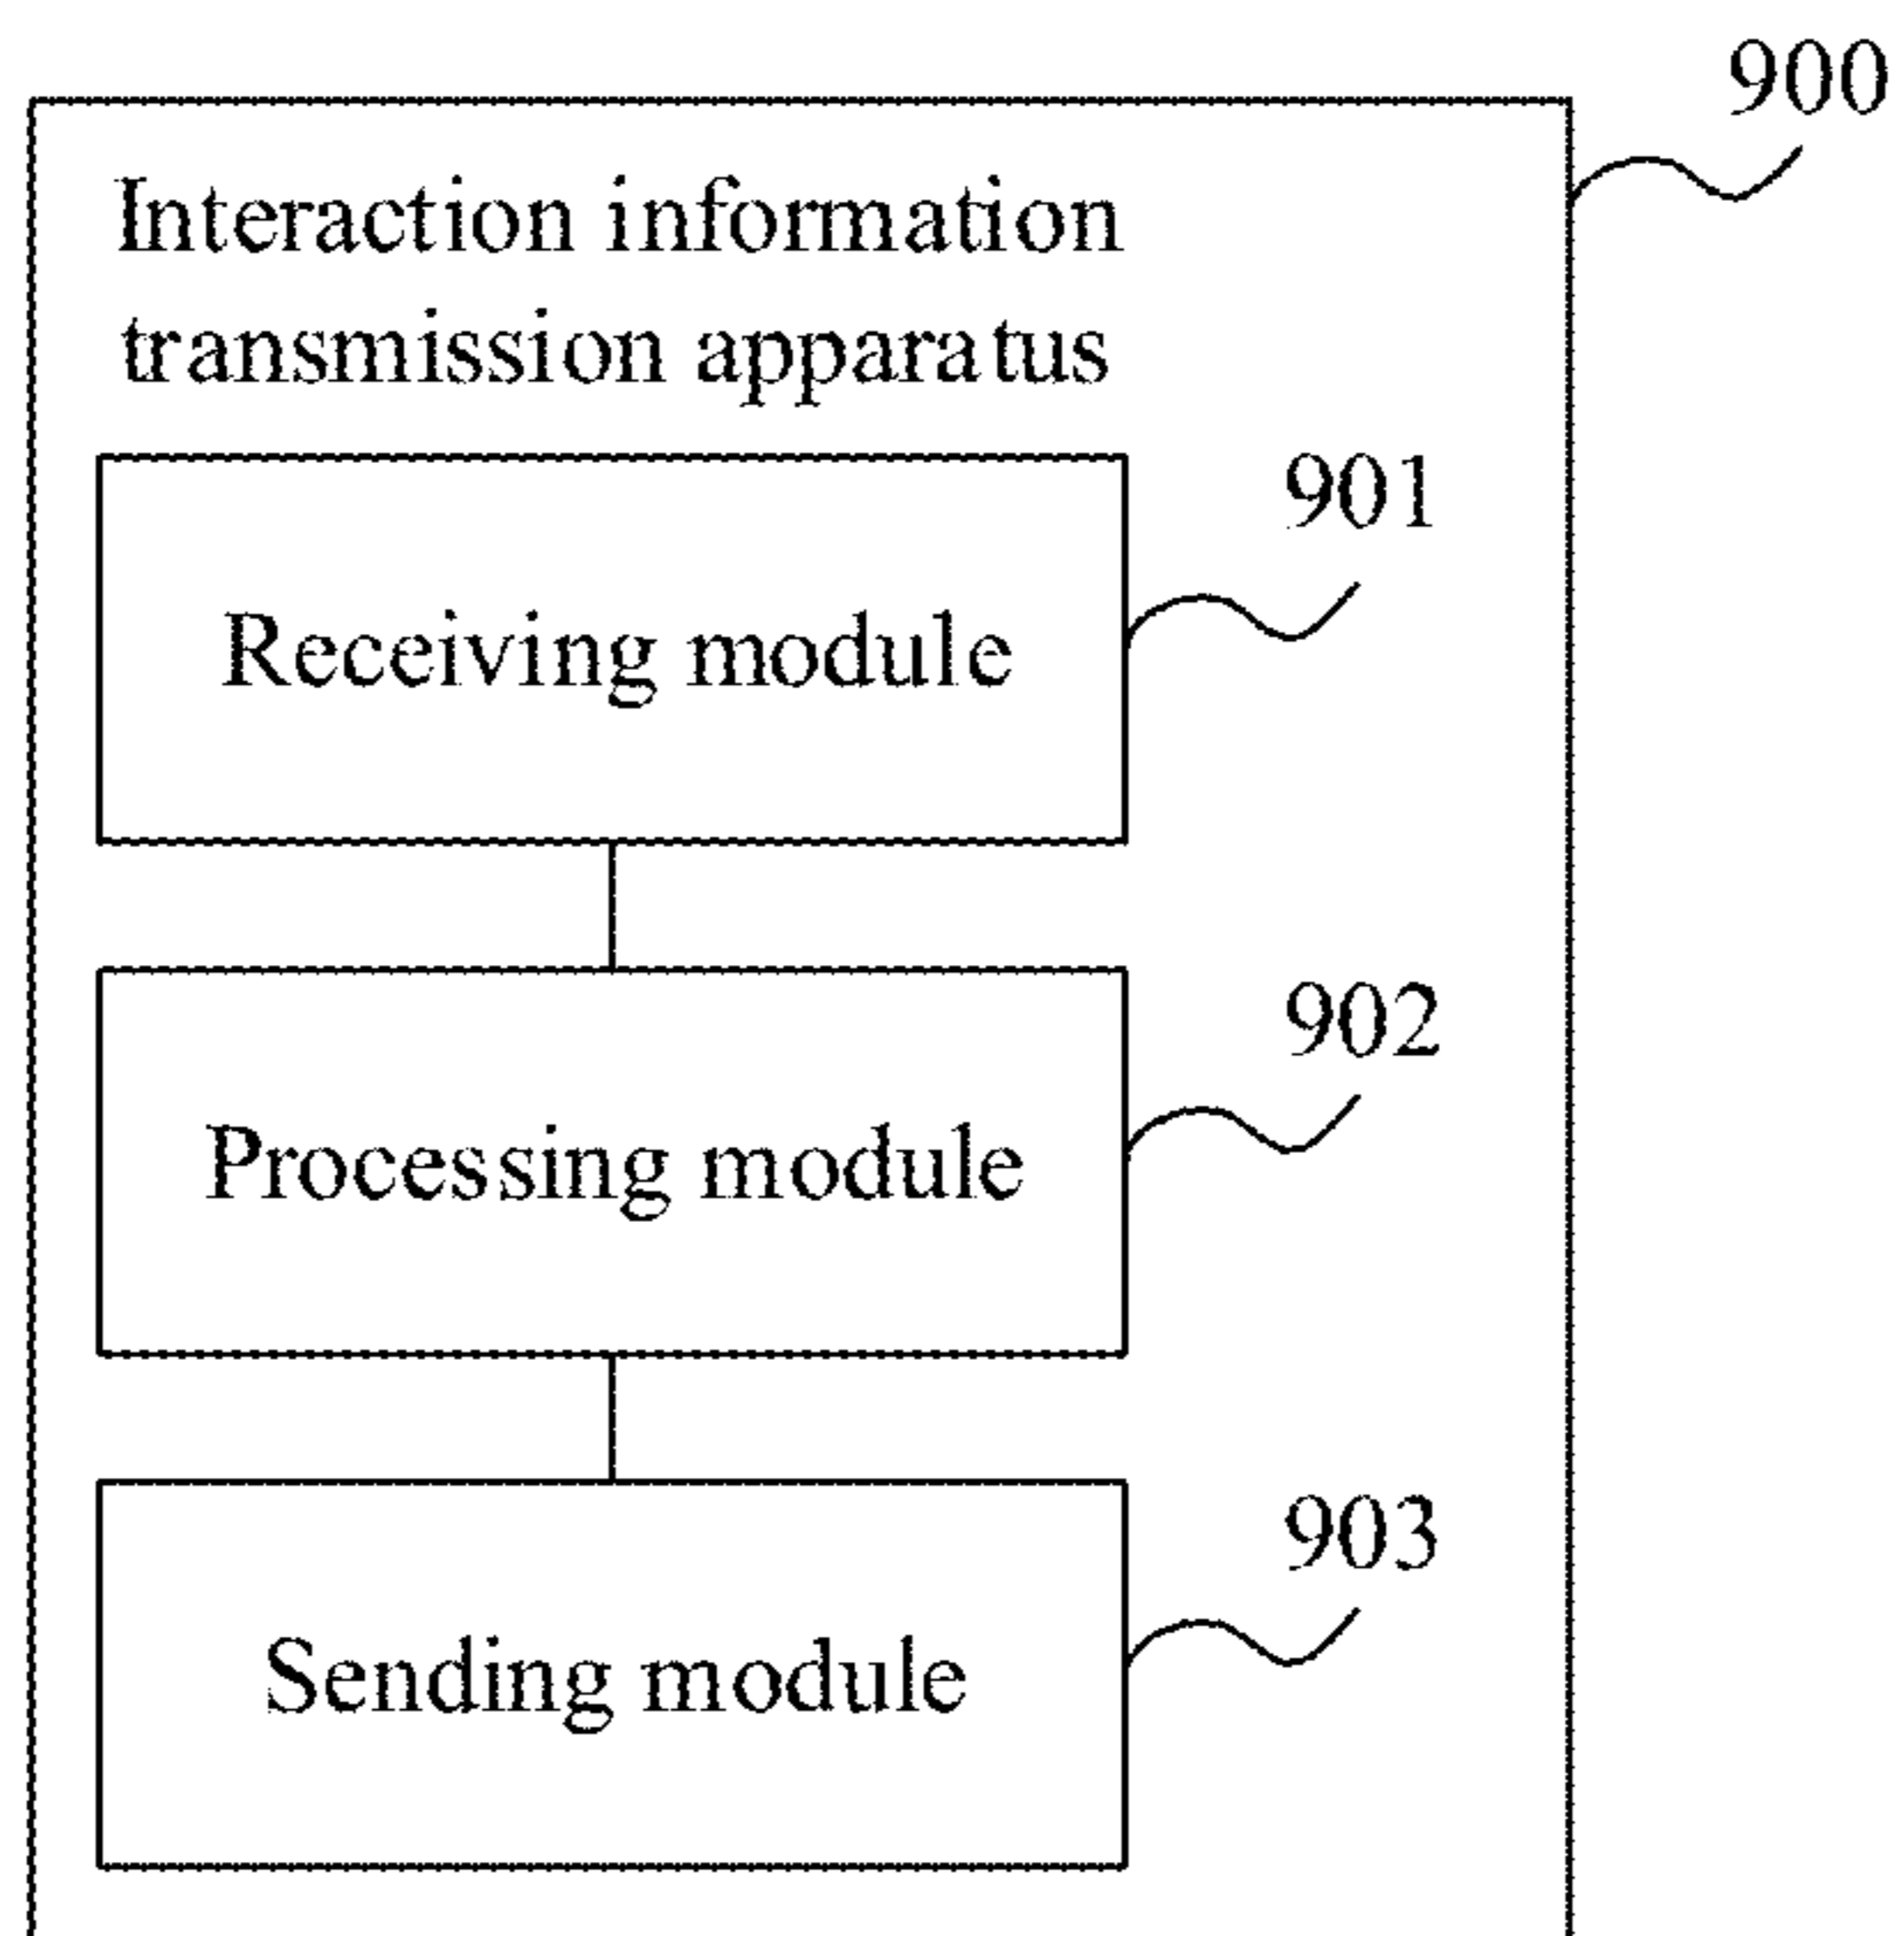 900
Interaction information
transmission apparatus
901
Receiving module
902
Processing module
903
Sending module